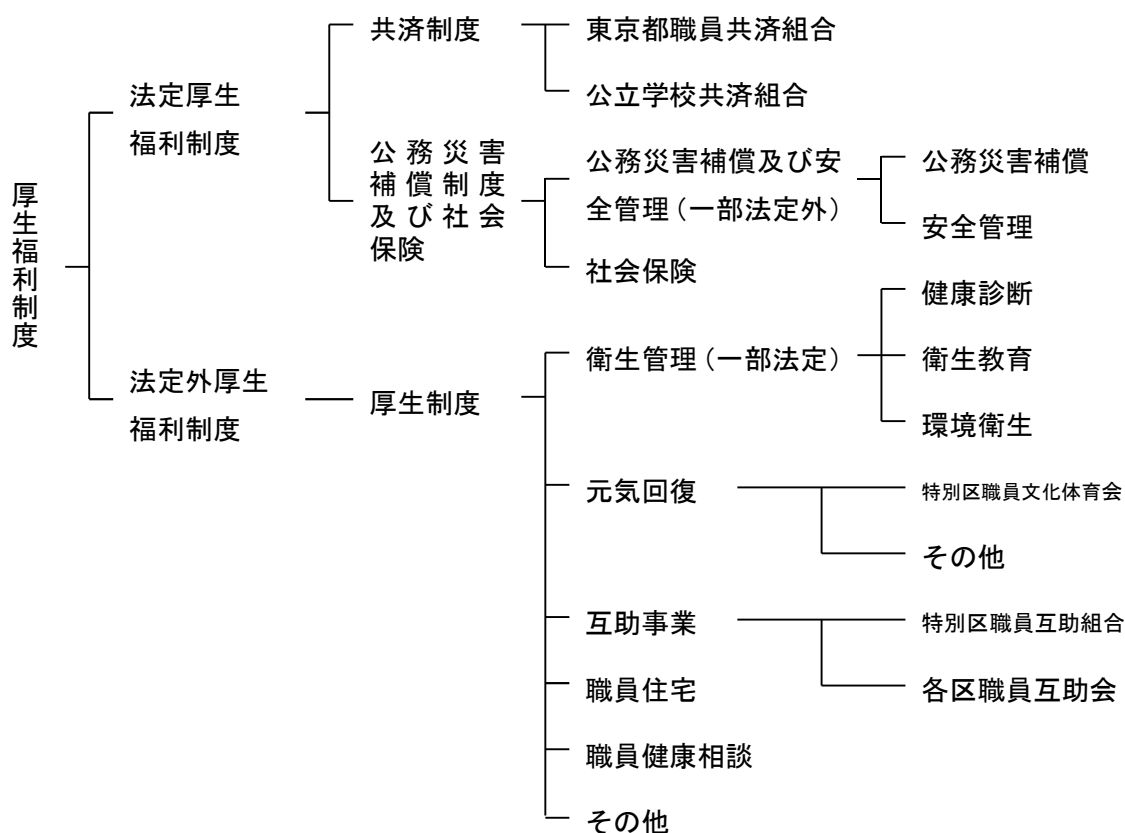 厚生福利制度
法定厚生
福利制度
共済制度
東京都職員共済組合
公立学校共済組合
公務災害
補償制度
及び社会
保険
公務災害補償及び安
全管理（一部法定外）
公務災害補償
安全管理
社会保険
法定外厚生
福利制度
厚生制度
衛生管理（一部法定）
健康診断
衛生教育
環境衛生
元気回復
特別区職員文化体育会
その他
互助事業
特別区職員互助組合
各区職員互助会
職員住宅
職員健康相談
その他